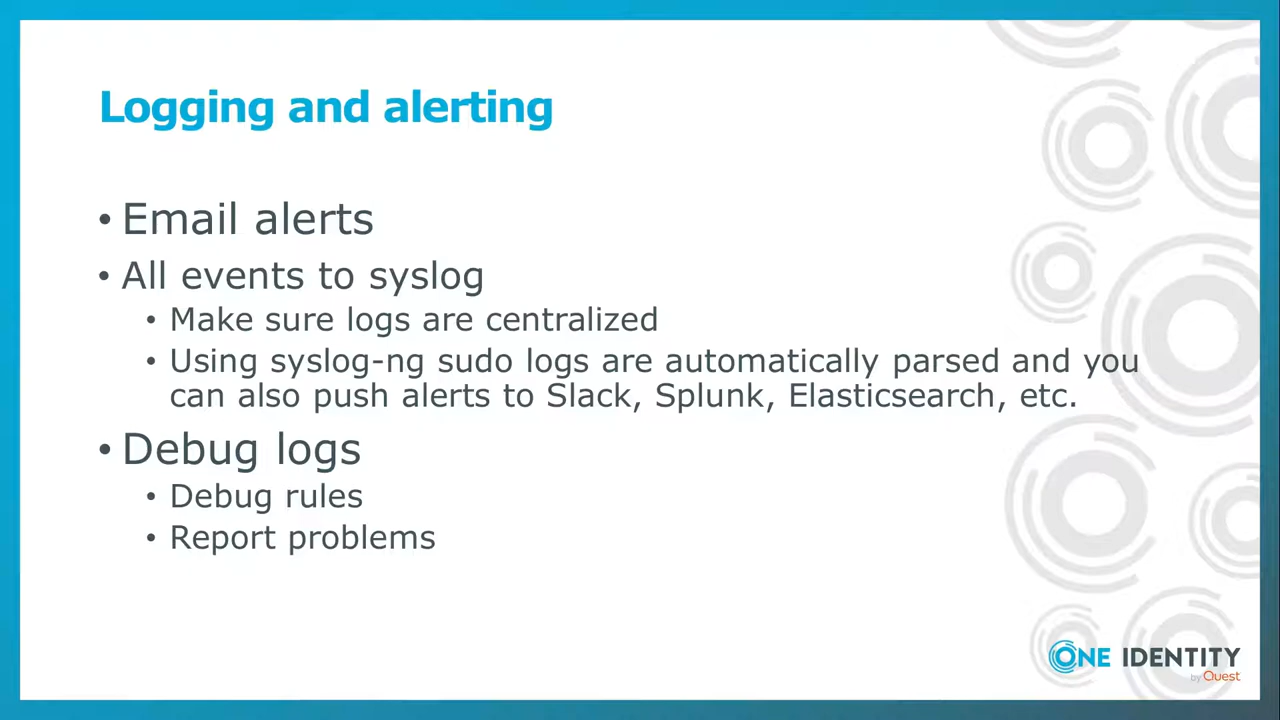 Logging and alerting
• Email alerts
• All events to syslog
• Make sure logs are centralized
• Using syslog-ng sudo logs are automatically parsed and you
can also push alerts to Slack, Splunk, Elasticsearch, etc.
• Debug logs
• Debug rules
• Report problems
ONE IDENTITY
by Quest